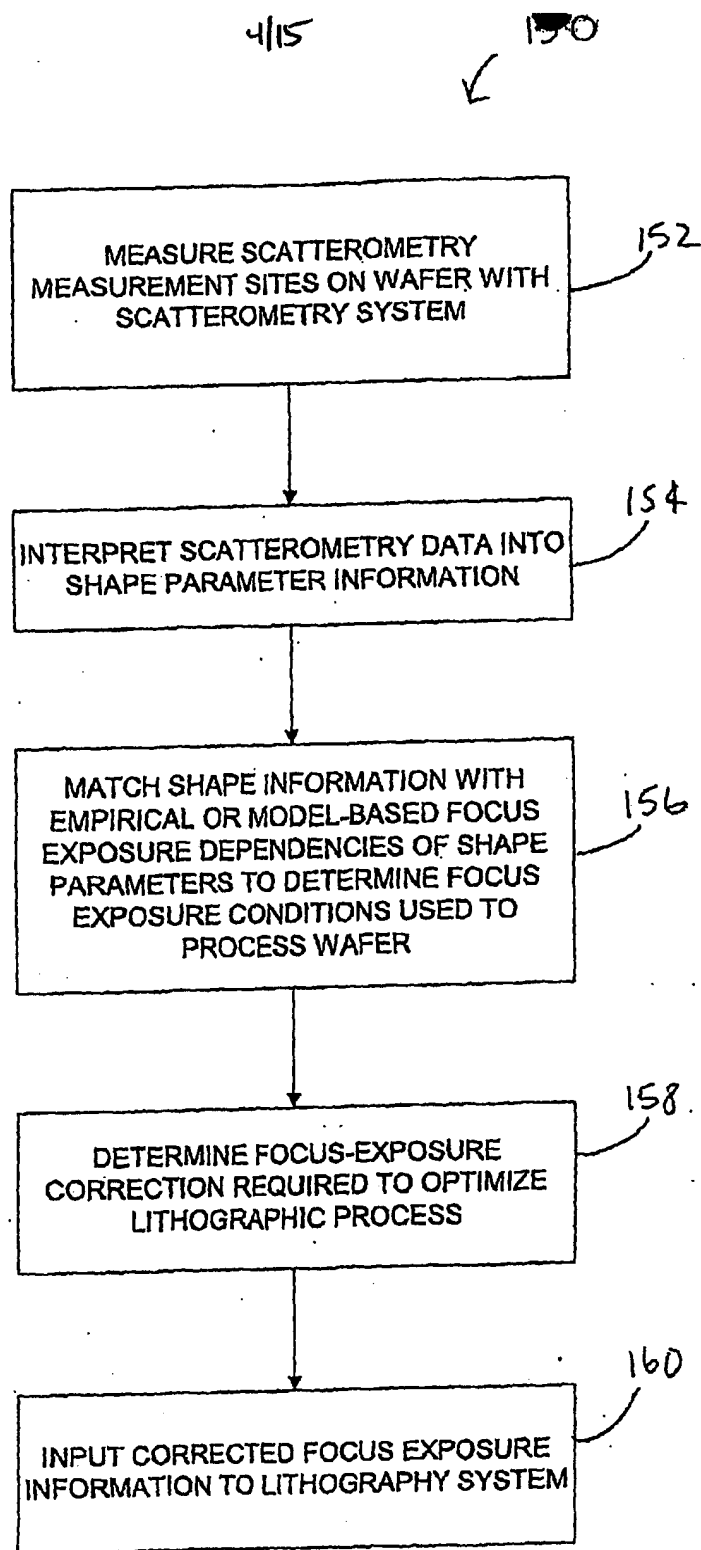 4/15
150
MEASURE SCATTEROMETRY
MEASUREMENT SITES ON WAFER WITH
SCATTEROMETRY SYSTEM
152
INTERPRET SCATTEROMETRY DATA INTO
SHAPE PARAMETER INFORMATION
154
MATCH SHAPE INFORMATION WITH
EMPIRICAL OR MODEL-BASED FOCUS
EXPOSURE DEPENDENCIES OF SHAPE
PARAMETERS TO DETERMINE FOCUS
EXPOSURE CONDITIONS USED TO
PROCESS WAFER
156
DETERMINE FOCUS-EXPOSURE
CORRECTION REQUIRED TO OPTIMIZE
LITHOGRAPHIC PROCESS
158
INPUT CORRECTED FOCUS EXPOSURE
INFORMATION TO LITHOGRAPHY SYSTEM
160